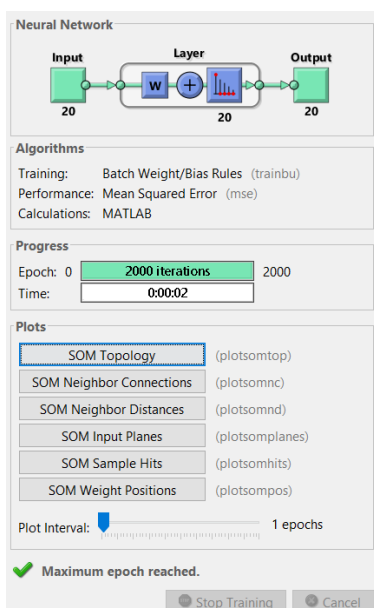 Neural Network
Input
Layer
Output
W
+
20
20
20
Algorithms
Training: Batch Weight/Bias Rules (trainbu)
Performance: Mean Squared Error (mse)
Calculations: MATLAB
Progress
Epoch: 0 2000 iterations 2000
Time: 0:00:02
Plots
SOM Topology (plotsomtop)
SOM Neighbor Connections (plotsomnc)
SOM Neighbor Distances (plotsomnd)
SOM Input Planes (plotsomplanes)
SOM Sample Hits (plotsomhits)
SOM Weight Positions (plotsompos)
Plot Interval: 1 epochs
Maximum epoch reached.
Stop Training Cancel